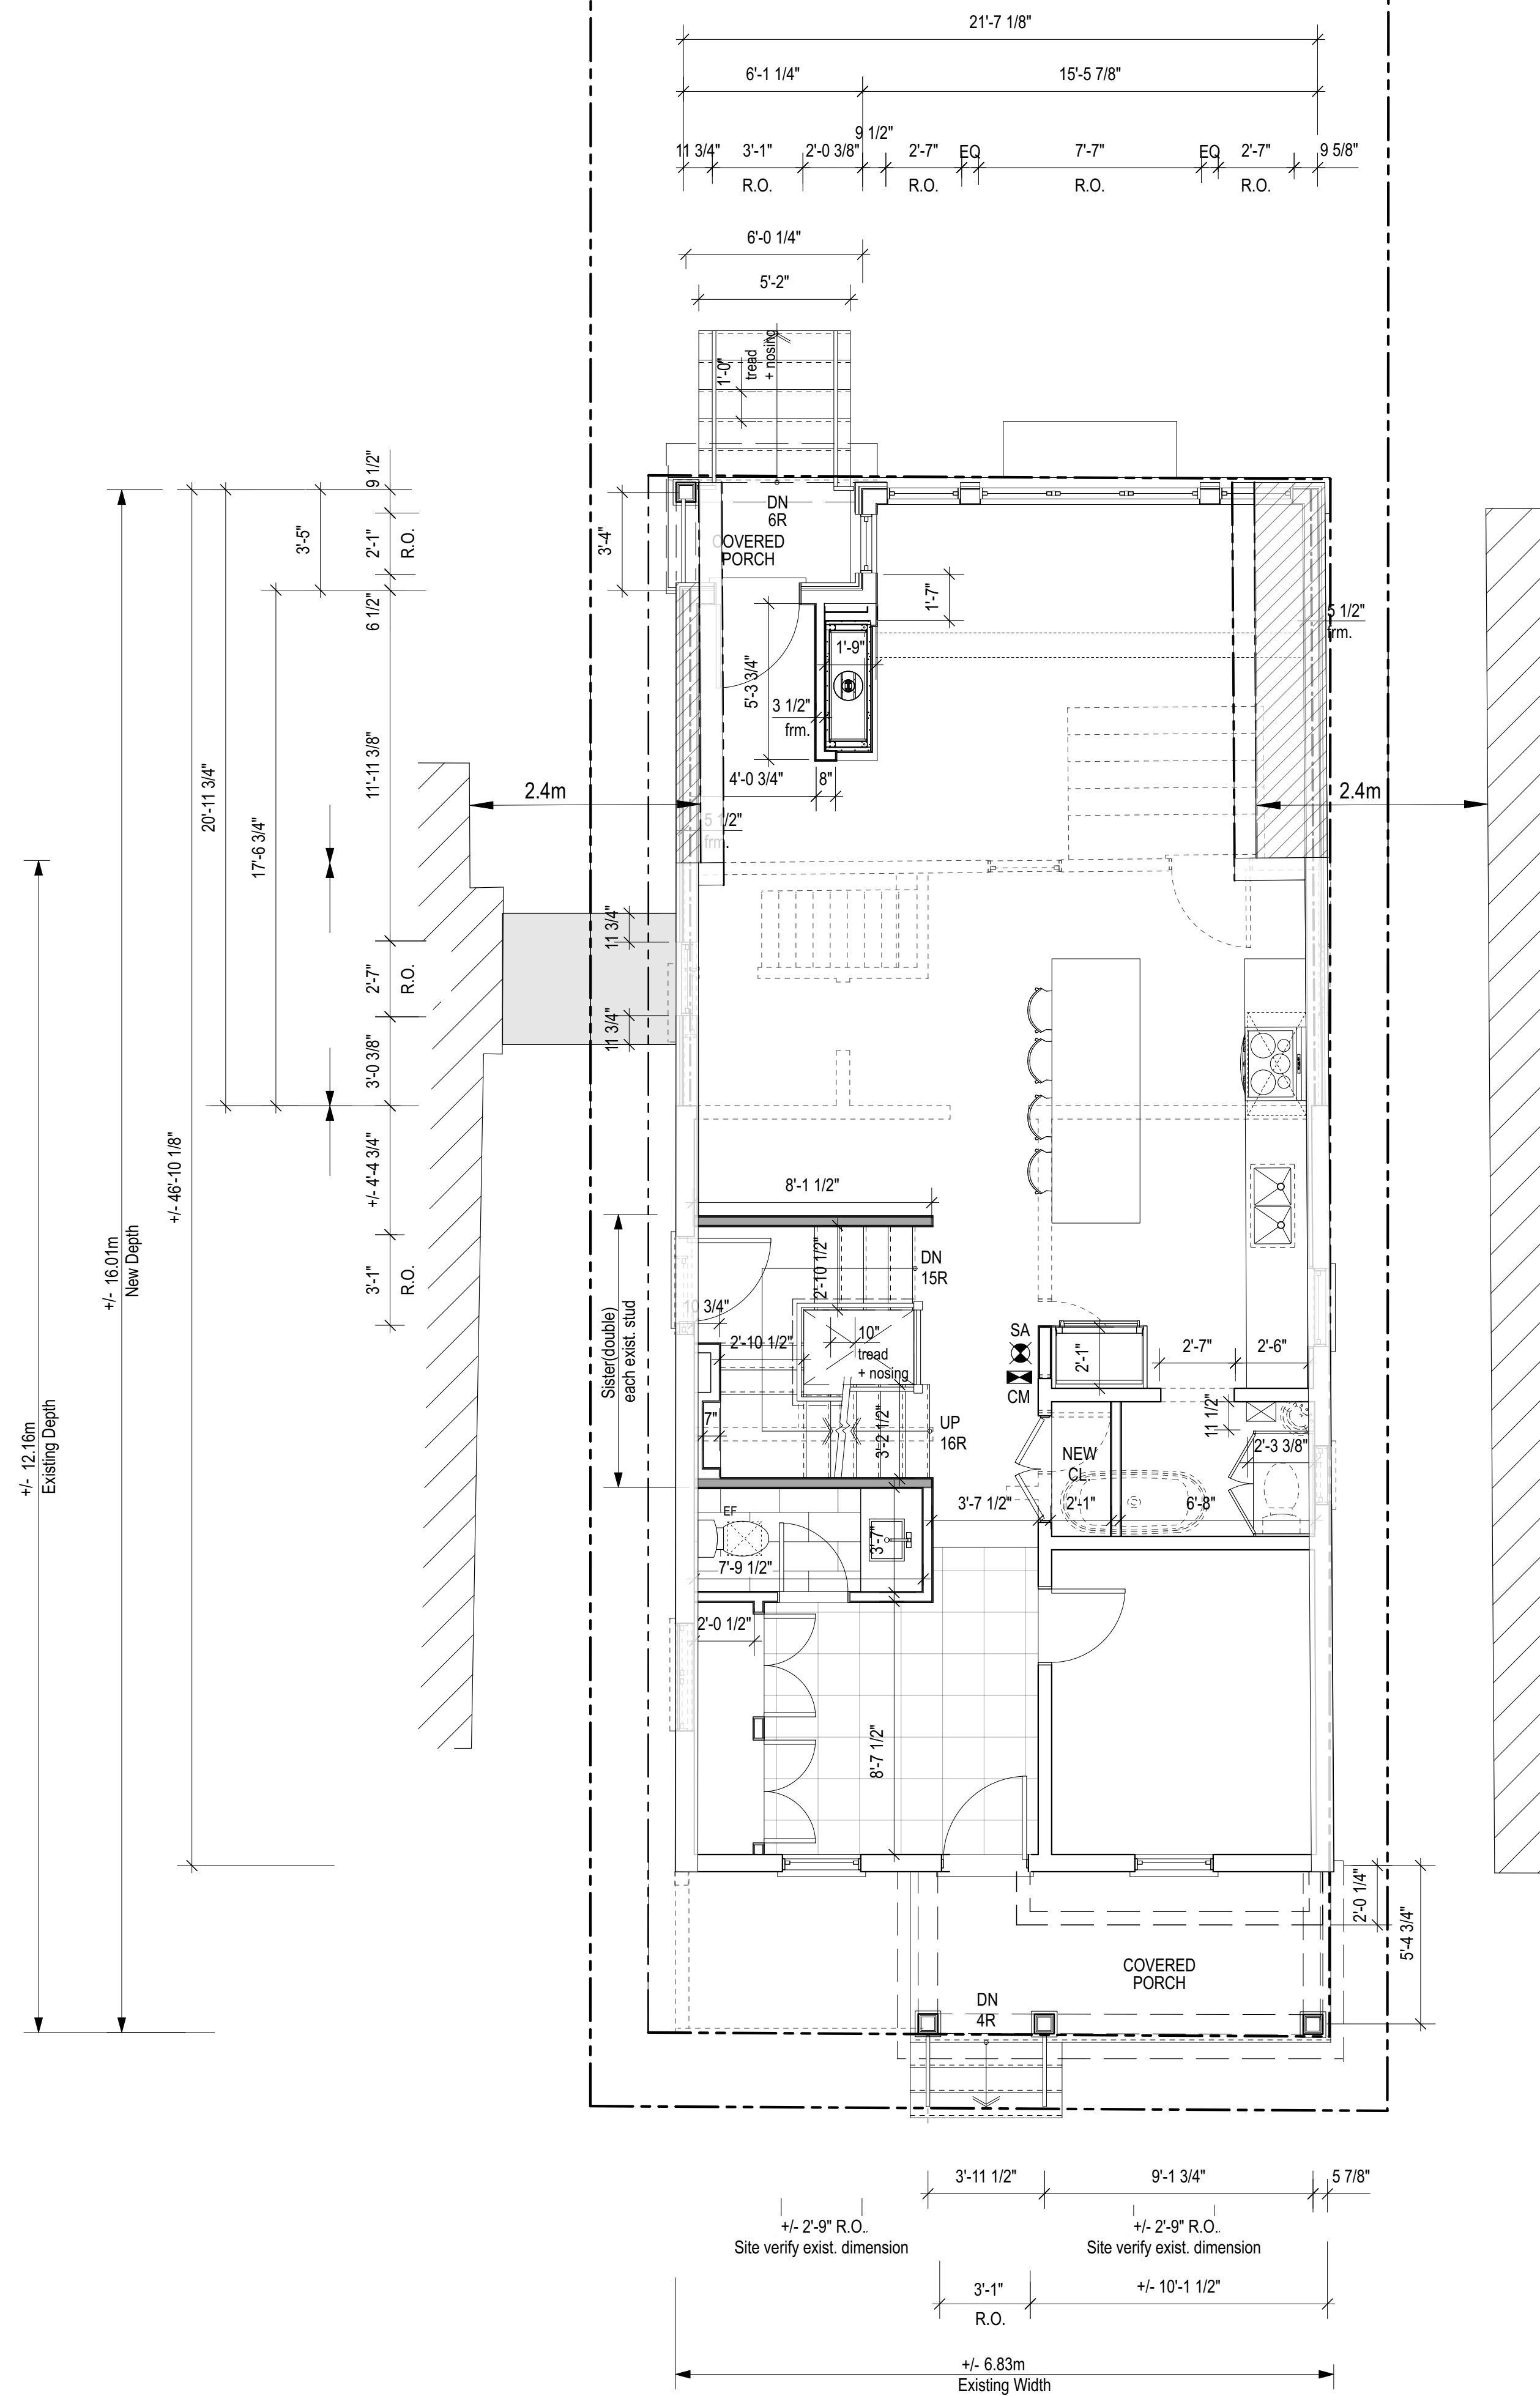 21'-7 1/8"
6'-1 1/4"
15'-5 7/8"
9 1/2"
11 3/4"
3'-1"
2'-0 3/8"
2'-7"
EQ
7'-7"
EQ
2'-7"
9 5/8"
R.O.
R.O.
R.O.
R.O.
6'-0 1/4"
5'-2"
1'-0"
tread
+ nosing
DN
6R
COVERED
PORCH
9 1/2"
2'-1"
R.O.
3'-5"
3'-4"
6 1/2"
1'-7"
5 1/2"
frm.
1'-9"
5'-3 3/4"
3 1/2"
frm.
4'-0 3/4"
8"
11'-11 3/8"
20'-11 3/4"
17'-6 3/4"
2.4m
2.4m
5 1/2"
frm.
11 3/4"
2'-7"
R.O.
11 3/4"
3'-0 3/8"
+/- 4'-4 3/4"
+/- 46'-10 1/8"
8'-1 1/2"
+/- 16.01m
New Depth
3'-1"
R.O.
2'-10 1/2"
DN
15R
10 3/4"
Sister(double)
each exist. stud
2'-10 1/2"
10"
tread
+ nosing
SA
CM
2'-1"
2'-7"
2'-6"
7"
3'-2 1/2"
UP
16R
11 1/2"
NEW
CL.
2'-3 3/8"
+/- 12.16m
Existing Depth
3'-7 1/2"
2'-1"
6'-8"
EF
3'-7"
7'-9 1/2"
2'-0 1/2"
8'-7 1/2"
2'-0 1/4"
5'-4 3/4"
COVERED
PORCH
DN
4R
3'-11 1/2"
9'-1 3/4"
5 7/8"
+/- 2'-9" R.O..
Site verify exist. dimension
+/- 2'-9" R.O..
Site verify exist. dimension
3'-1"
R.O.
+/- 10'-1 1/2"
+/- 6.83m
Existing Width